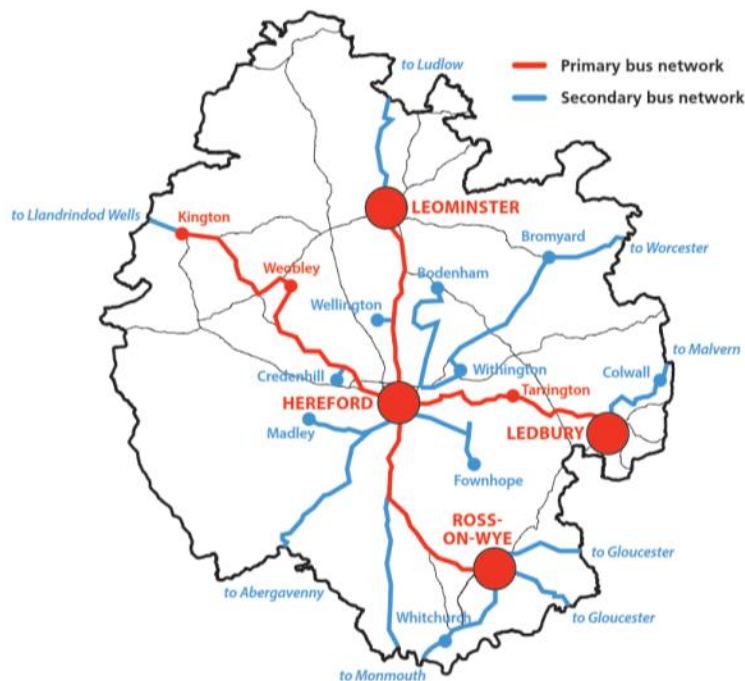 to Ludlow
Primary bus network
Secondary bus network
to Llandrindod Wells
Kington
LEOMINSTER
Bromyard
to Worcester
Weobley
Bodenham
Wellington
to Malvern
Credenhill
Withington
Colwall
HEREFORD
Tarrington
Madley
LEDBURY
Fownhope
ROSS-
ON-WYE
to Gloucester
to Abergavenny
to Gloucester
Whitchurch
to Monmouth